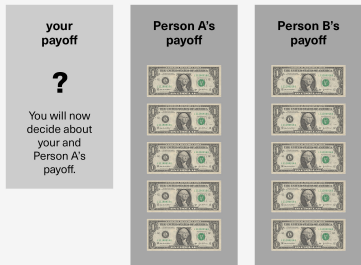 your
payoff
?
You will now
decide about
your and
Person A's
payoff.
Person A's
payoff
Person B's
payoff